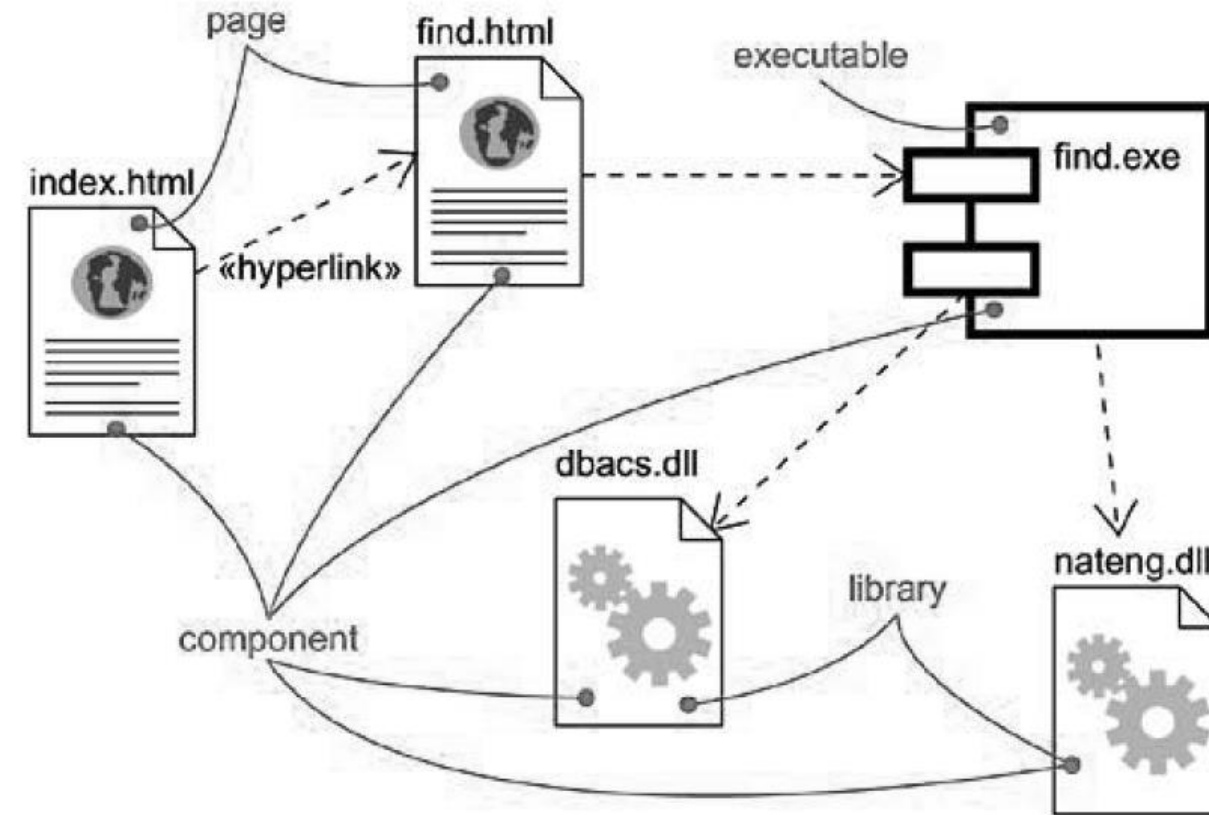 page
find.html
executable
find.exe
index.html
«hyperlink»
dbacs.dll
nateng.dll
library
component